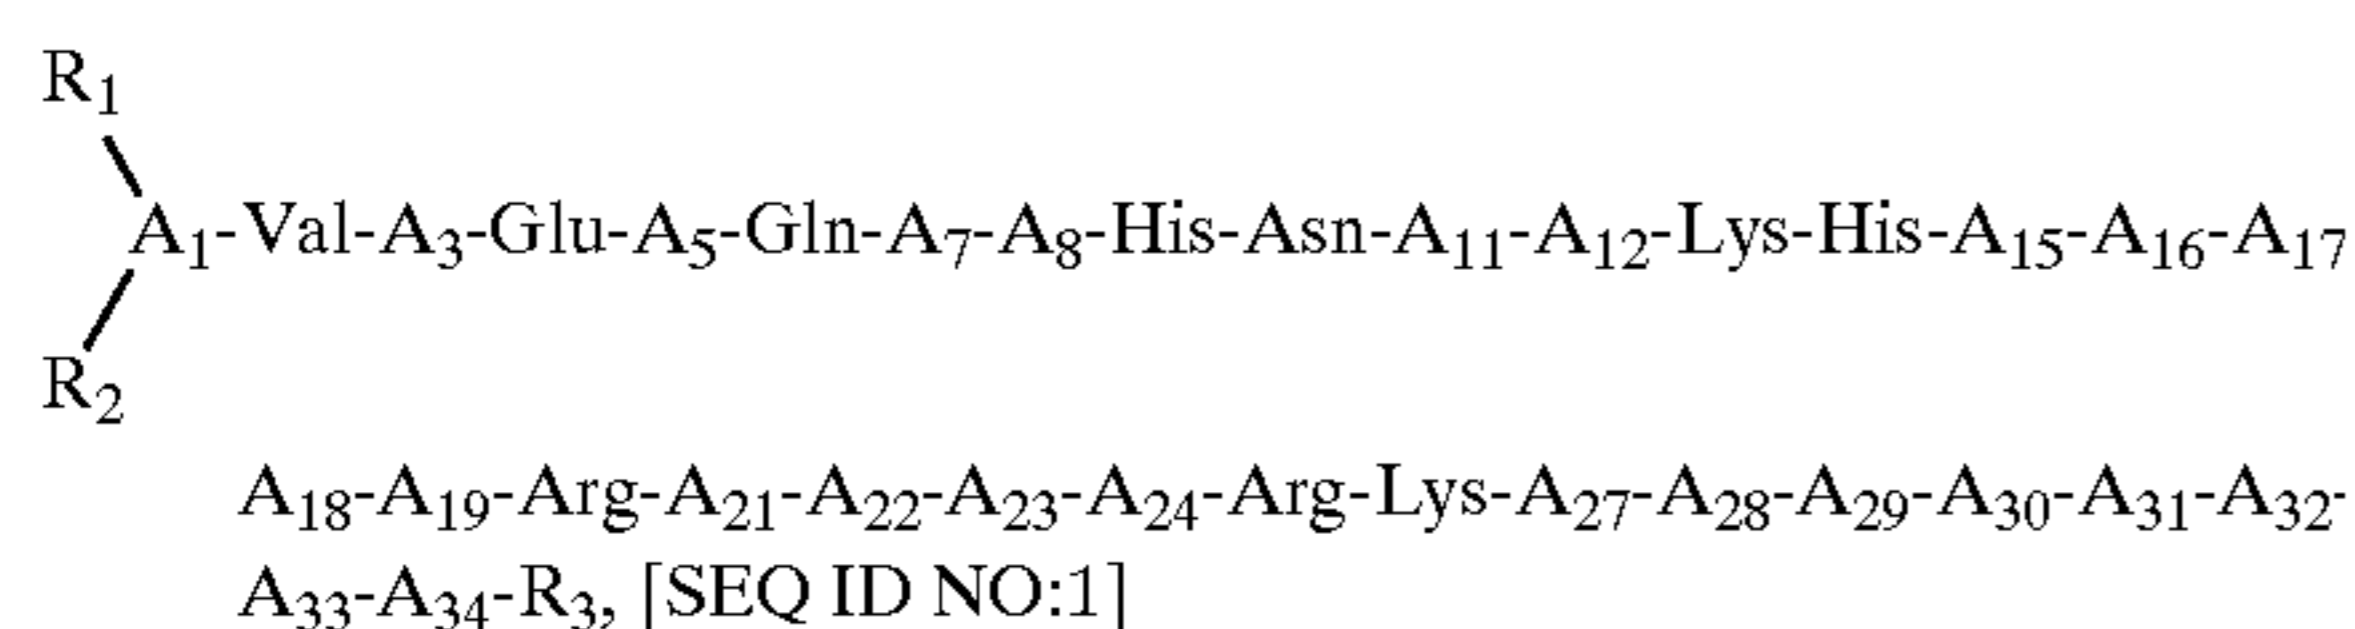 R₁
A₁-Val-A₃-Glu-A₅-Gln-A₇-A₈-His-Asn-A₁₁-A₁₂-Lys-His-A₁₅-A₁₆-A₁₇
R₂
A₁₈-A₁₉-Arg-A₂₁-A₂₂-A₂₃-A₂₄-Arg-Lys-A₂₇-A₂₈-A₂₉-A₃₀-A₃₁-A₃₂-
A₃₃-A₃₄-R₃, [SEQ ID NO:1]